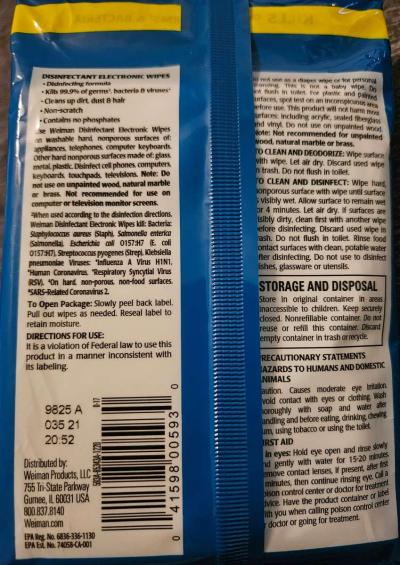 DISINFECTANT ELECTRONIC WIPES
• Disinfecting formula
• Kills 99.9% of germs¹, bacteria & viruses¹
• Cleans up dirt, dust & hair
• Non-scratch
• Contains no phosphates
Use Weiman Disinfectant Electronic Wipes
on washable hard, nonporous surfaces of:
appliances, telephones, computer keyboards.
Other hard nonporous surfaces made of: glass,
metal, plastic. Disinfect cell phones, computers,
keyboards, touchpads, televisions. Note: Do
not use on unpainted wood, natural marble
or brass. Not recommended for use on
computer or television monitor screens.
When used according to the disinfection directions.
Weiman Disinfectant Electronic Wipes kill: Bacteria:
Staphylococcus aureus (Staph), Salmonella enterica
(Salmonella), Escherichia coli O157:H7 (E. coli
O157:H7), Streptococcus pyogenes (Strep), Klebsiella
pneumoniae Viruses: Influenza A Virus H1N1,
Human Coronavirus, Respiratory Syncytial Virus
(RSV). On hard, non-porous, non-food surfaces.
SARS-Related Coronavirus 2.
To Open Package: Slowly peel back label.
Pull out wipes as needed. Reseal label to
retain moisture.
DIRECTIONS FOR USE:
It is a violation of Federal law to use this
product in a manner inconsistent with
its labeling.
9825 A
035 21
20:52
0 41598 00593 0
Distributed by:
Weiman Products, LLC
755 Tri-State Parkway
Gurnee, IL 60031 USA
800.837.8140
Weiman.com
EPA Reg. No. 6836-336-1130
EPA Est. No. 74058-CA-001
not use as a diaper wipe or for personal
cleansing. This is not a baby wipe. Do
not flush in toilet. For plastic and painted
surfaces, spot test on an inconspicuous area
before use. This product will not harm most
surfaces: including acrylic, sealed fiberglass
and vinyl. Do not use on unpainted wood.
Note: Not recommended for unpainted
wood, natural marble or brass.
TO CLEAN AND DEODORIZE: Wipe surface
with wipe. Let air dry. Discard used wipe
in trash. Do not flush in toilet.
TO CLEAN AND DISINFECT: Wipe hard,
nonporous surface with wipe until surface
is visibly wet. Allow surface to remain wet
for 4 minutes. Let air dry. If surfaces are
visibly dirty, clean first with another wipe
before disinfecting. Discard used wipe in
trash. Do not flush in toilet. Rinse food
contact surfaces with clean, potable water
after disinfecting. Do not use to disinfect
dishes, glassware or utensils.
STORAGE AND DISPOSAL
Store in original container in areas
inaccessible to children. Keep securely
closed. Nonrefillable container. Do not
reuse or refill this container. Discard
empty container in trash or recycle.
PRECAUTIONARY STATEMENTS
HAZARDS TO HUMANS AND DOMESTIC
ANIMALS
Caution. Causes moderate eye irritation.
Avoid contact with eyes or clothing. Wash
thoroughly with soap and water after
handling and before eating, drinking, chewing
gum, using tobacco or using the toilet.
FIRST AID
If in eyes: Hold eye open and rinse slowly
and gently with water for 15-20 minutes.
Remove contact lenses, if present, after first
5 minutes, then continue rinsing eye. Call a
poison control center or doctor for treatment
advice. Have the product container or label
with you when calling poison control center
or doctor or going for treatment.